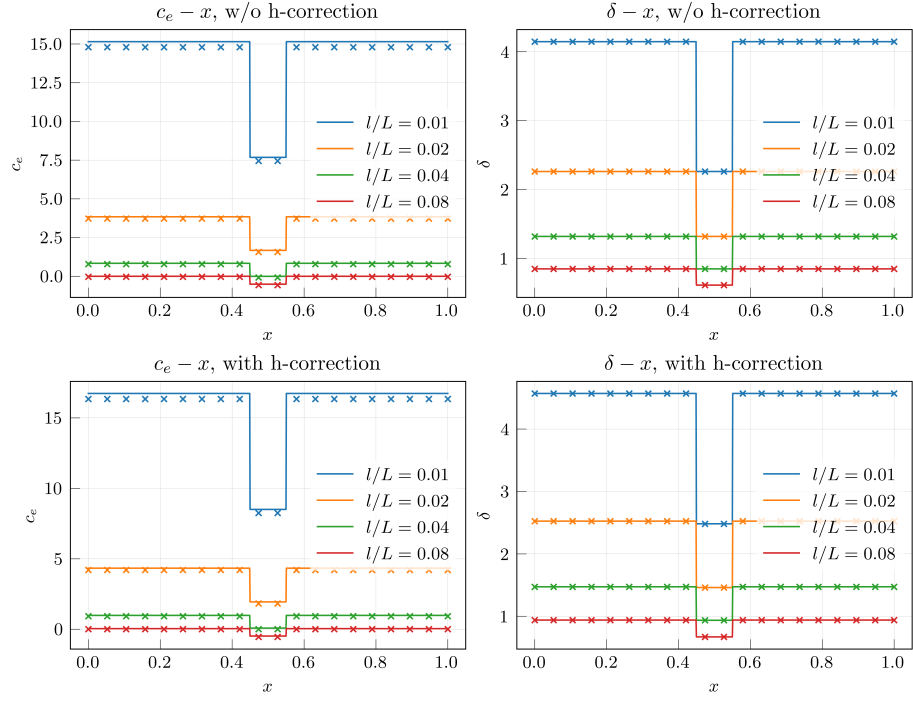 c_e − x, w/o h-correction
15.0
12.5
10.0
7.5
5.0
2.5
0.0
c_e
0.0 0.2 0.4 0.6 0.8 1.0
x
l/L = 0.01
l/L = 0.02
l/L = 0.04
l/L = 0.08
δ − x, w/o h-correction
4
3
2
1
δ
0.0 0.2 0.4 0.6 0.8 1.0
x
l/L = 0.01
l/L = 0.02
l/L = 0.04
l/L = 0.08
c_e − x, with h-correction
15
10
5
0
c_e
0.0 0.2 0.4 0.6 0.8 1.0
x
l/L = 0.01
l/L = 0.02
l/L = 0.04
l/L = 0.08
δ − x, with h-correction
4
3
2
1
δ
0.0 0.2 0.4 0.6 0.8 1.0
x
l/L = 0.01
l/L = 0.02
l/L = 0.04
l/L = 0.08